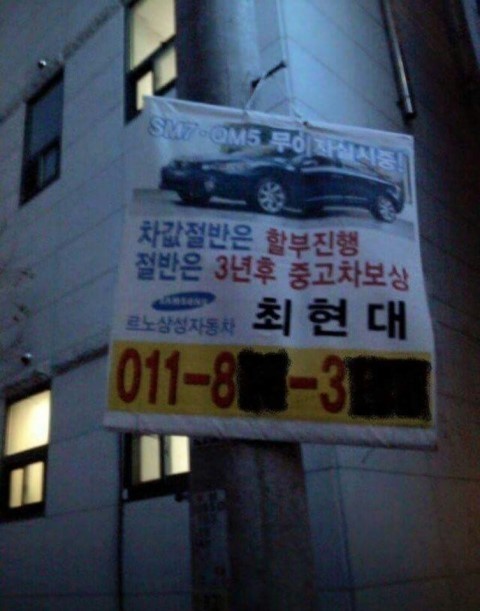 SM7-QM5 무이자실시중!
차값절반은 할부진행
절반은 3년후 중고차보상
SAMSUNG
르노삼성자동차 최현대
011-8 -3